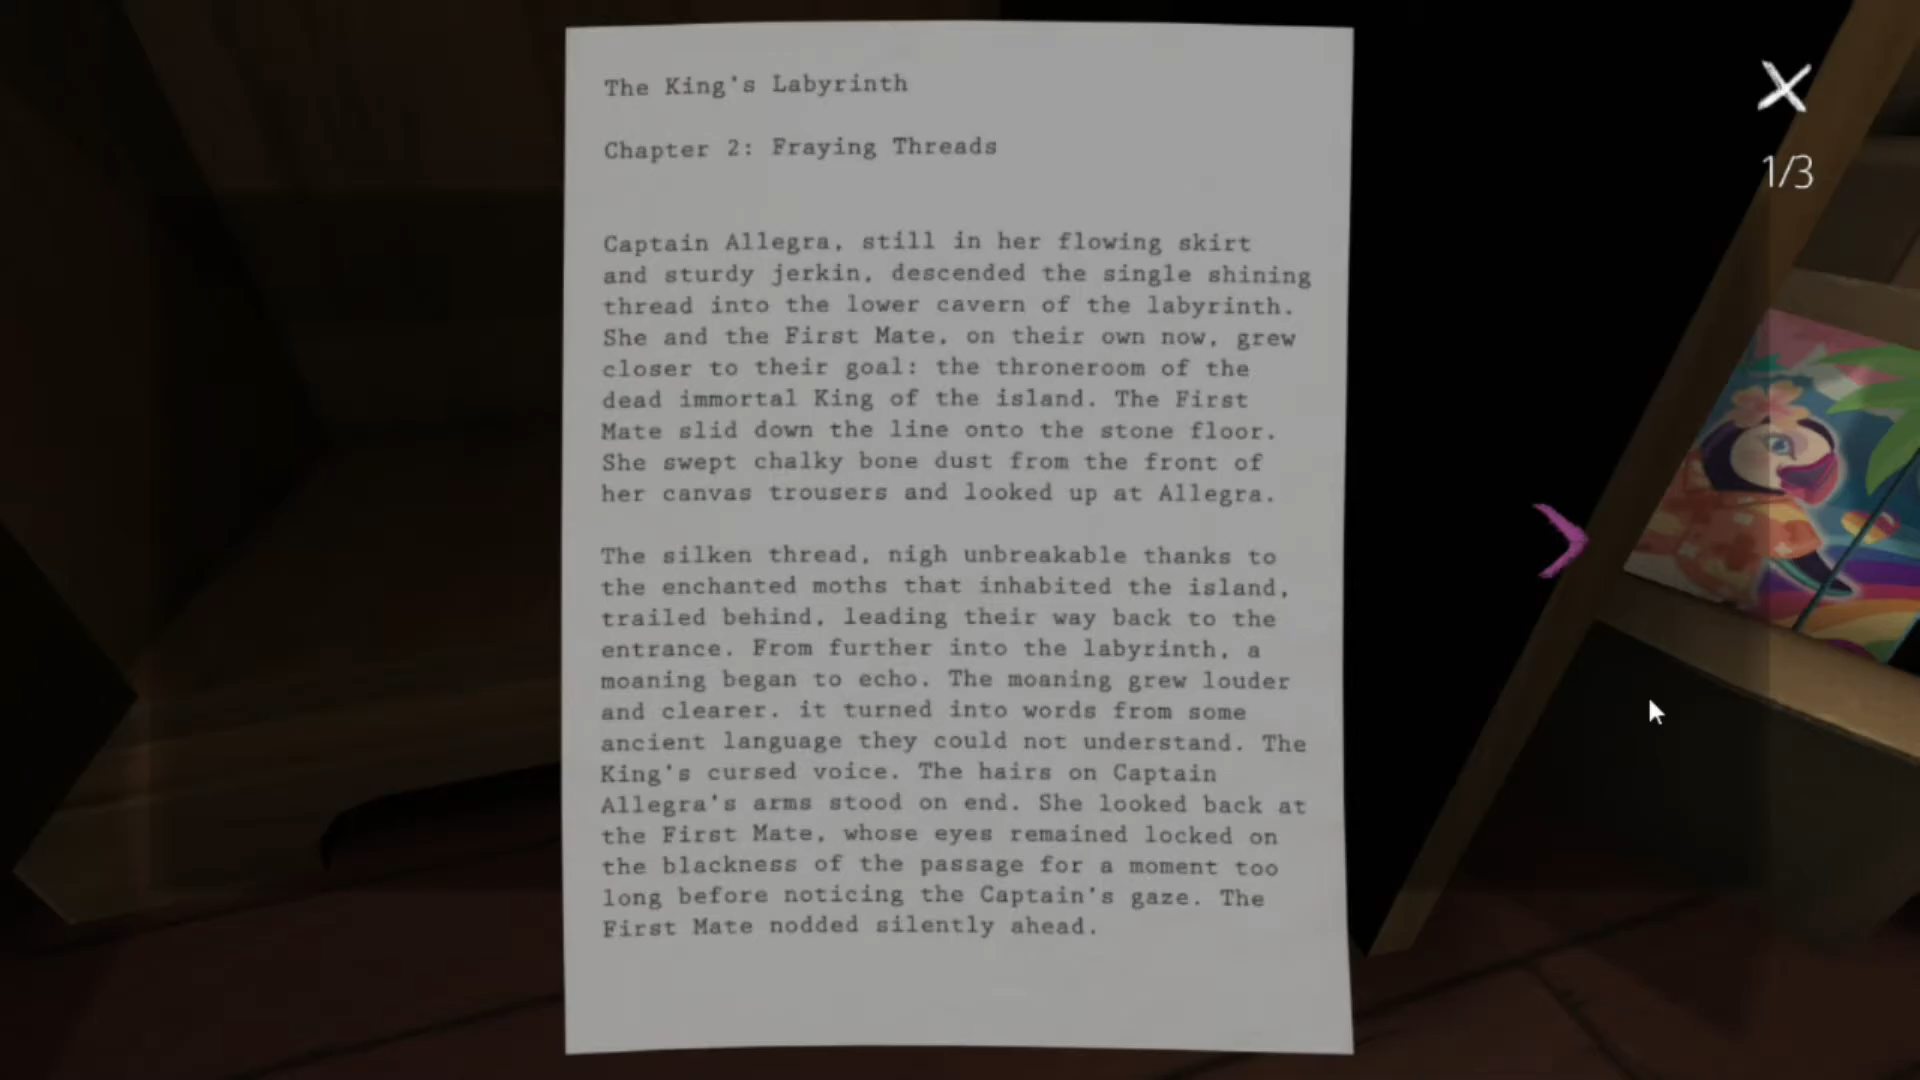 The King's Labyrinth
Chapter 2: Fraying Threads
Captain Allegra, still in her flowing skirt
and sturdy jerkin, descended the single shining
thread into the lower cavern of the labyrinth.
She and the First Mate, on their own now, grew
closer to their goal: the throneroom of the
dead immortal King of the island. The First
Mate slid down the line onto the stone floor.
She swept chalky bone dust from the front of
her canvas trousers and looked up at Allegra.
The silken thread, nigh unbreakable thanks to
the enchanted moths that inhabited the island,
trailed behind, leading their way back to the
entrance. From further into the labyrinth, a
moaning began to echo. The moaning grew louder
and clearer. it turned into words from some
ancient language they could not understand. The
King's cursed voice. The hairs on Captain
Allegra's arms stood on end. She looked back at
the First Mate, whose eyes remained locked on
the blackness of the passage for a moment too
long before noticing the Captain's gaze. The
First Mate nodded silently ahead.
1/3